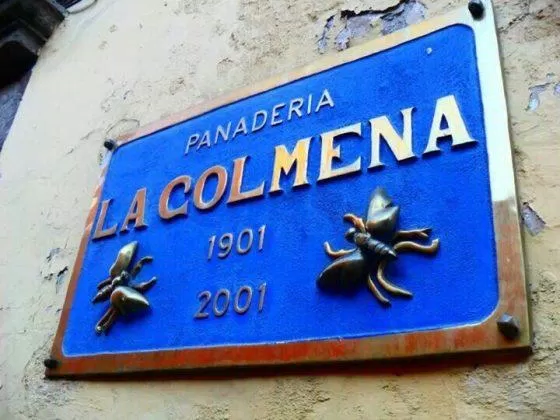 PANADERIA
LA COLMENA
1901
2001